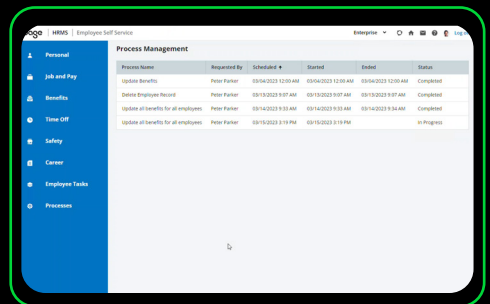 age HRMS Employee Self Service Enterprise Log o
Personal
Job and Pay
Benefits
Time Off
Safety
Career
Employee Tasks
Processes
Process Management
Process Name Requested By Scheduled Started Ended Status
Update Benefits Peter Parker 03/04/2023 12:00 AM 03/04/2023 12:00 AM 03/04/2023 12:00 AM Completed
Delete Employee Record Peter Parker 03/13/2023 9:07 AM 03/13/2023 9:07 AM 03/13/2023 9:07 AM Completed
Update all benefits for all employees Peter Parker 03/14/2023 9:33 AM 03/14/2023 9:33 AM 03/14/2023 9:34 AM Completed
Update all benefits for all employees Peter Parker 03/15/2023 3:19 PM 03/15/2023 3:19 PM In Progress